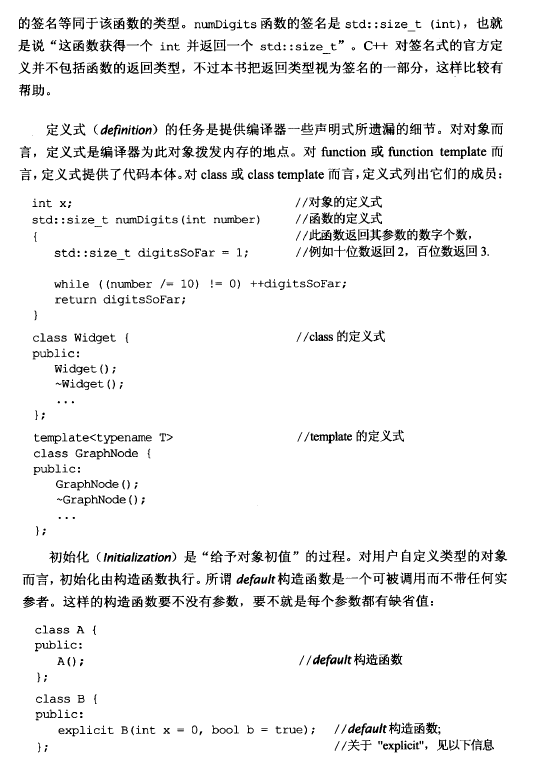 的签名等同于该函数的类型。numDigits 函数的签名是 std::size_t (int)，也就
是说“这函数获得一个 int 并返回一个 std::size_t”。C++ 对签名式的官方定
义并不包括函数的返回类型，不过本书把返回类型视为签名的一部分，这样比较有
帮助。
定义式（definition）的任务是提供编译器一些声明式所遗漏的细节。对对象而
言，定义式是编译器为此对象拨发内存的地点。对 function 或 function template 而
言，定义式提供了代码本体。对 class 或 class template 而言，定义式列出它们的成员：
int x; //对象的定义式
std::size_t numDigits(int number) //函数的定义式
{ //此函数返回其参数的数字个数，
std::size_t digitsSoFar = 1; //例如十位数返回 2，百位数返回 3.
while ((number /= 10) != 0) ++digitsSoFar;
return digitsSoFar;
}
class Widget { //class 的定义式
public:
Widget();
~Widget();
...
};
template<typename T> //template 的定义式
class GraphNode {
public:
GraphNode();
~GraphNode();
...
};
初始化（Initialization）是“给予对象初值”的过程。对用户自定义类型的对象
而言，初始化由构造函数执行。所谓 default 构造函数是一个可被调用而不带任何实
参者。这样的构造函数要不没有参数，要不就是每个参数都有缺省值：
class A {
public:
A(); //default 构造函数
};
class B {
public:
explicit B(int x = 0, bool b = true); //default 构造函数;
}; //关于 "explicit"，见以下信息